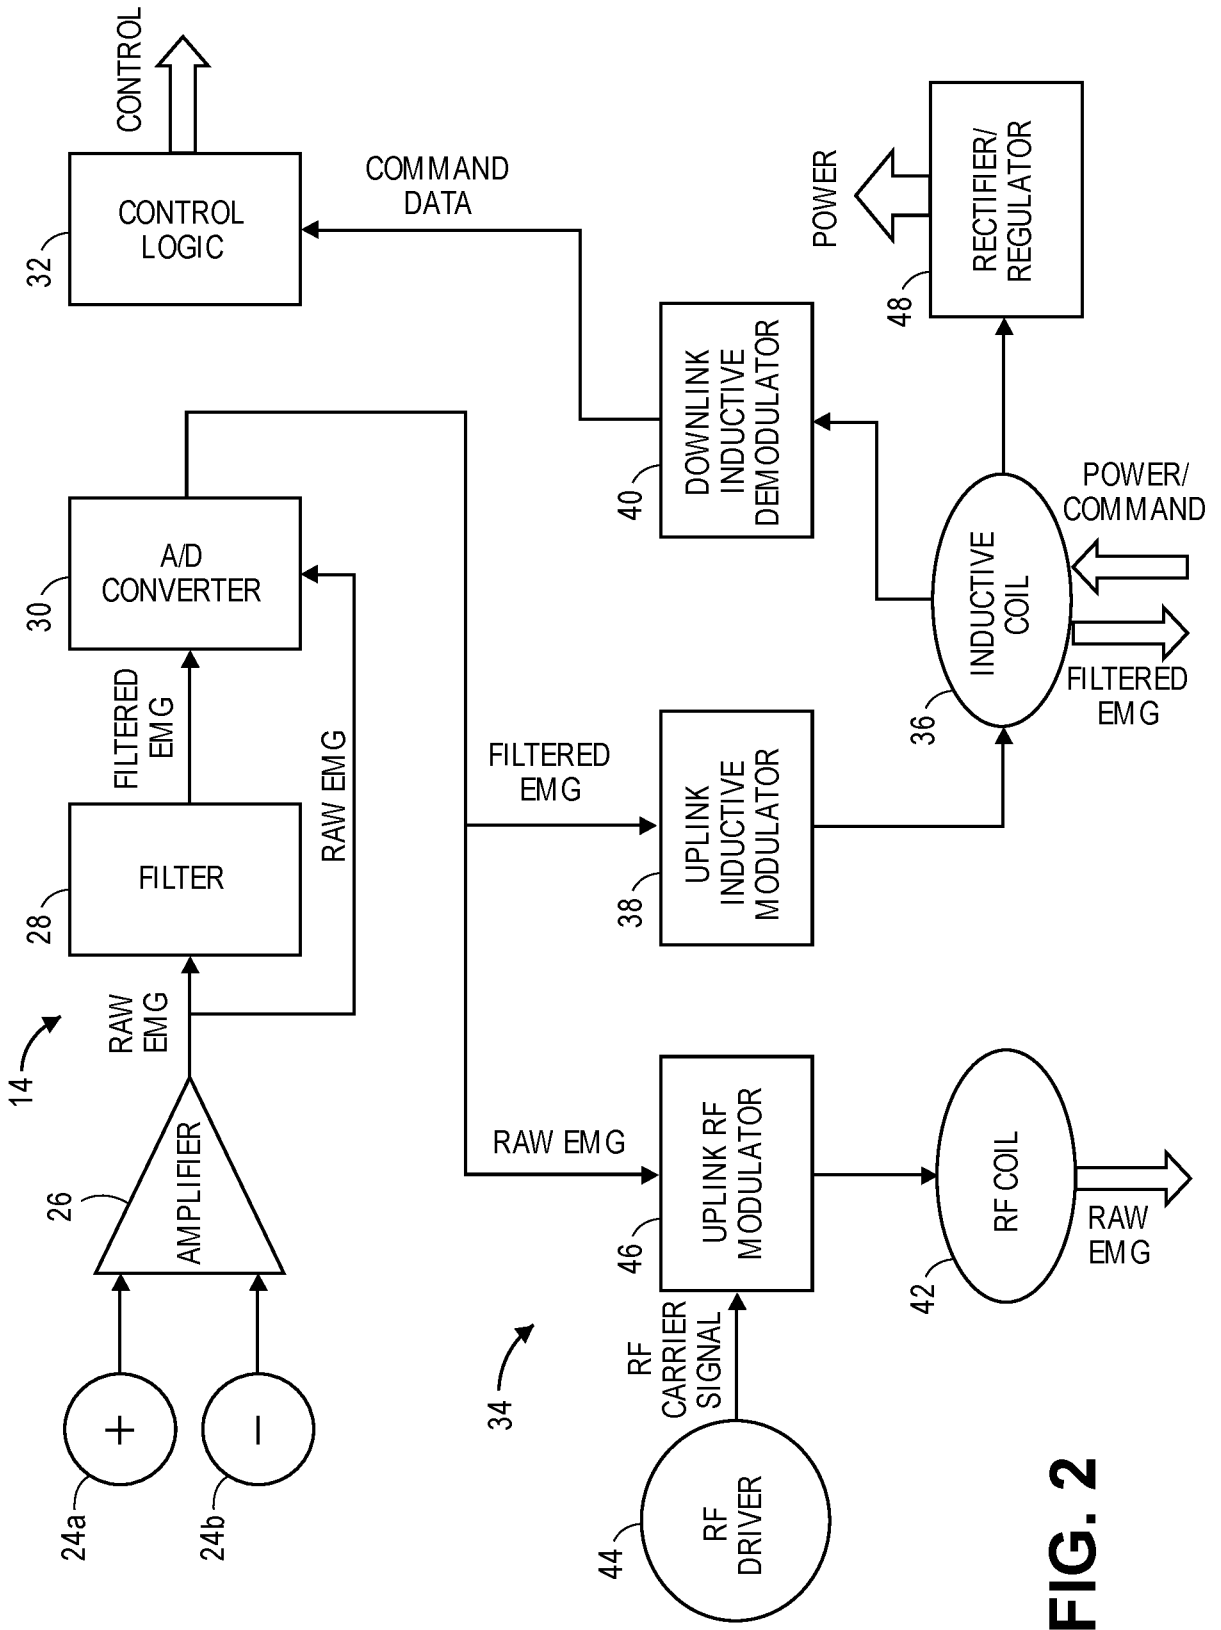 14
24a
+
24b
−
26
AMPLIFIER
RAW
EMG
28
FILTER
FILTERED
EMG
RAW EMG
30
A/D
CONVERTER
32
CONTROL
LOGIC
CONTROL
COMMAND
DATA
34
44
RF
DRIVER
RF
CARRIER
SIGNAL
46
UPLINK RF
MODULATOR
RAW EMG
38
UPLINK
INDUCTIVE
MODULATOR
FILTERED
EMG
40
DOWNLINK
INDUCTIVE
DEMODULATOR
42
RF COIL
RAW
EMG
36
INDUCTIVE
COIL
FILTERED
EMG
POWER/
COMMAND
48
RECTIFIER/
REGULATOR
POWER
FIG. 2